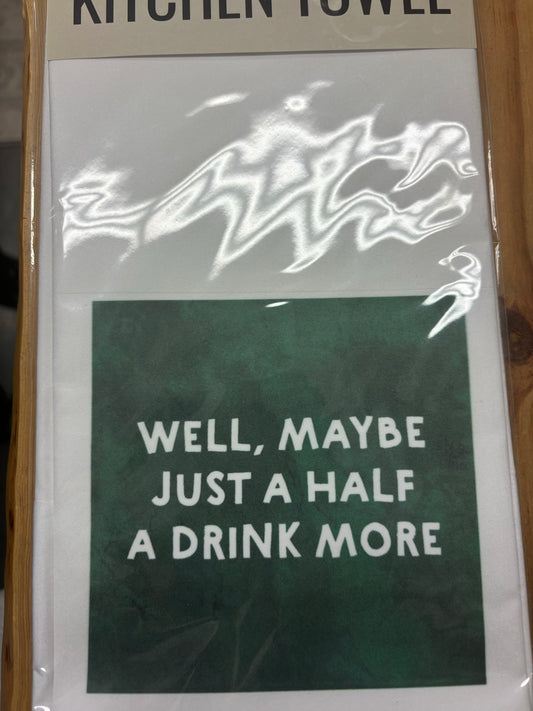 KITCHEN TOWEL
WELL, MAYBE
JUST A HALF
A DRINK MORE